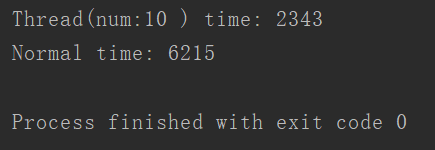 Thread(num:10 ) time: 2343
Normal time: 6215
Process finished with exit code 0